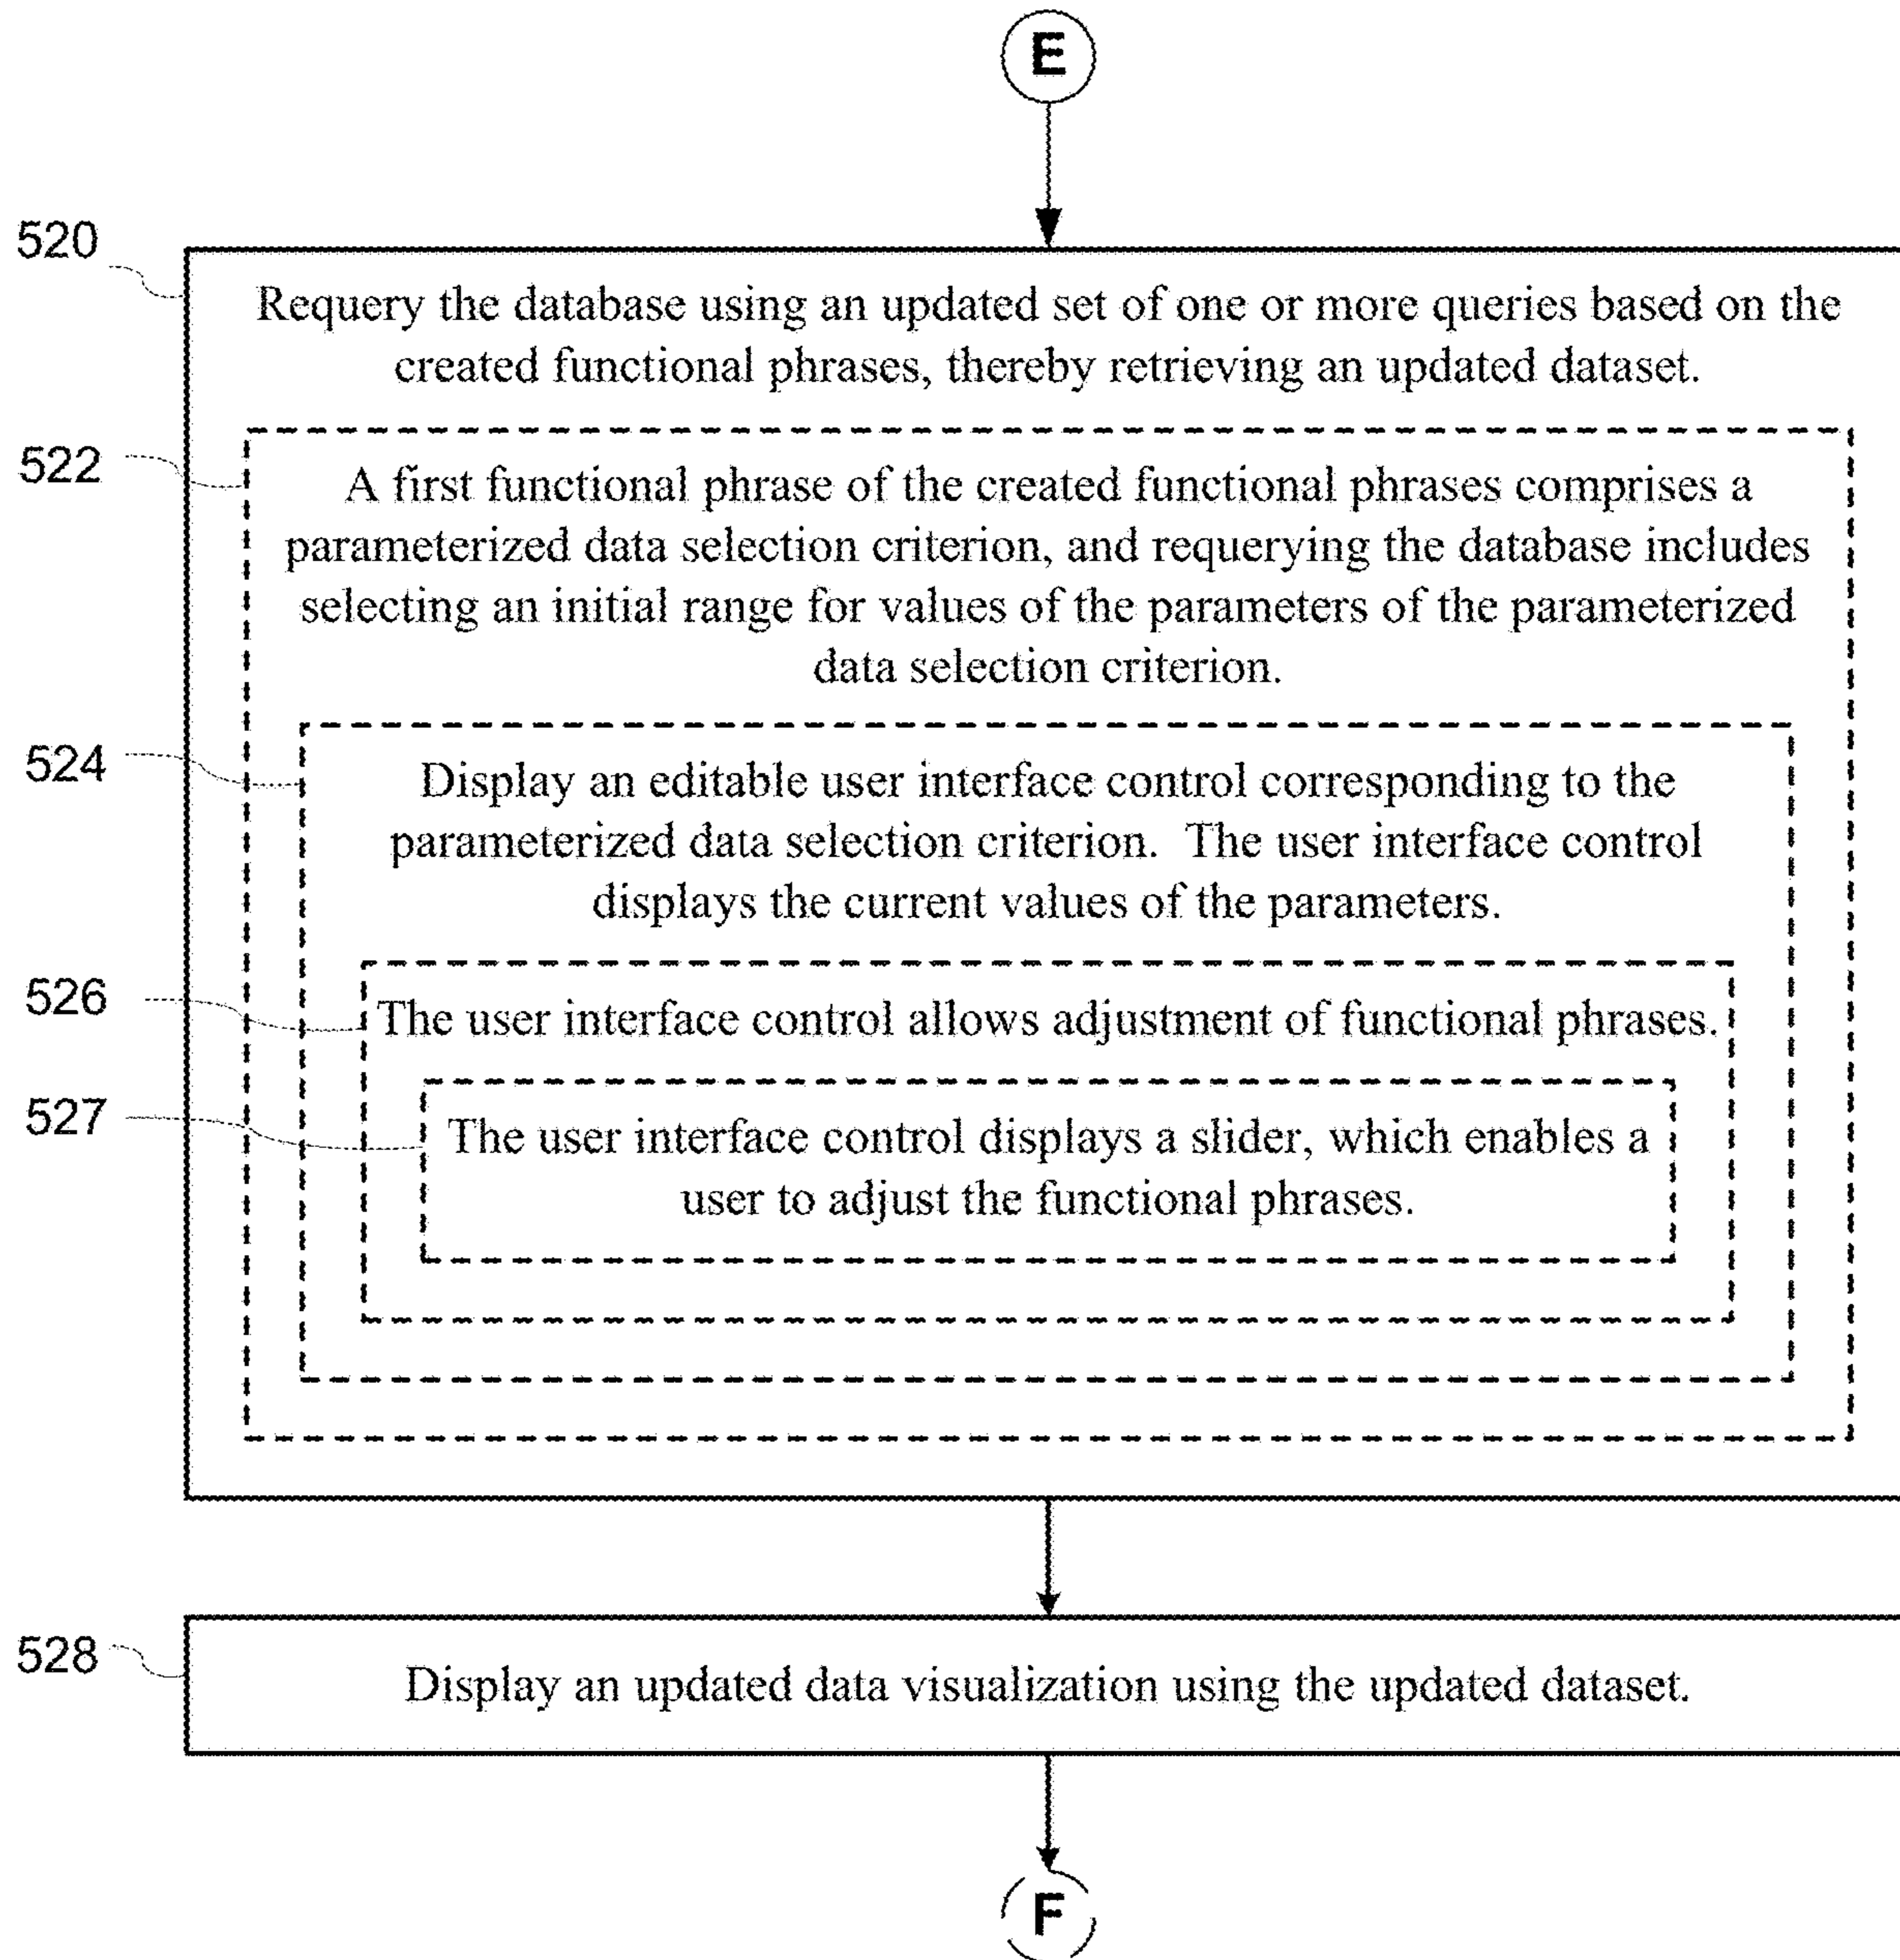 E
520
Requery the database using an updated set of one or more queries based on the
created functional phrases, thereby retrieving an updated dataset.
522
A first functional phrase of the created functional phrases comprises a
parameterized data selection criterion, and requerying the database includes
selecting an initial range for values of the parameters of the parameterized
data selection criterion.
524
Display an editable user interface control corresponding to the
parameterized data selection criterion.  The user interface control
displays the current values of the parameters.
526
The user interface control allows adjustment of functional phrases.
527
The user interface control displays a slider, which enables a
user to adjust the functional phrases.
528
Display an updated data visualization using the updated dataset.
F